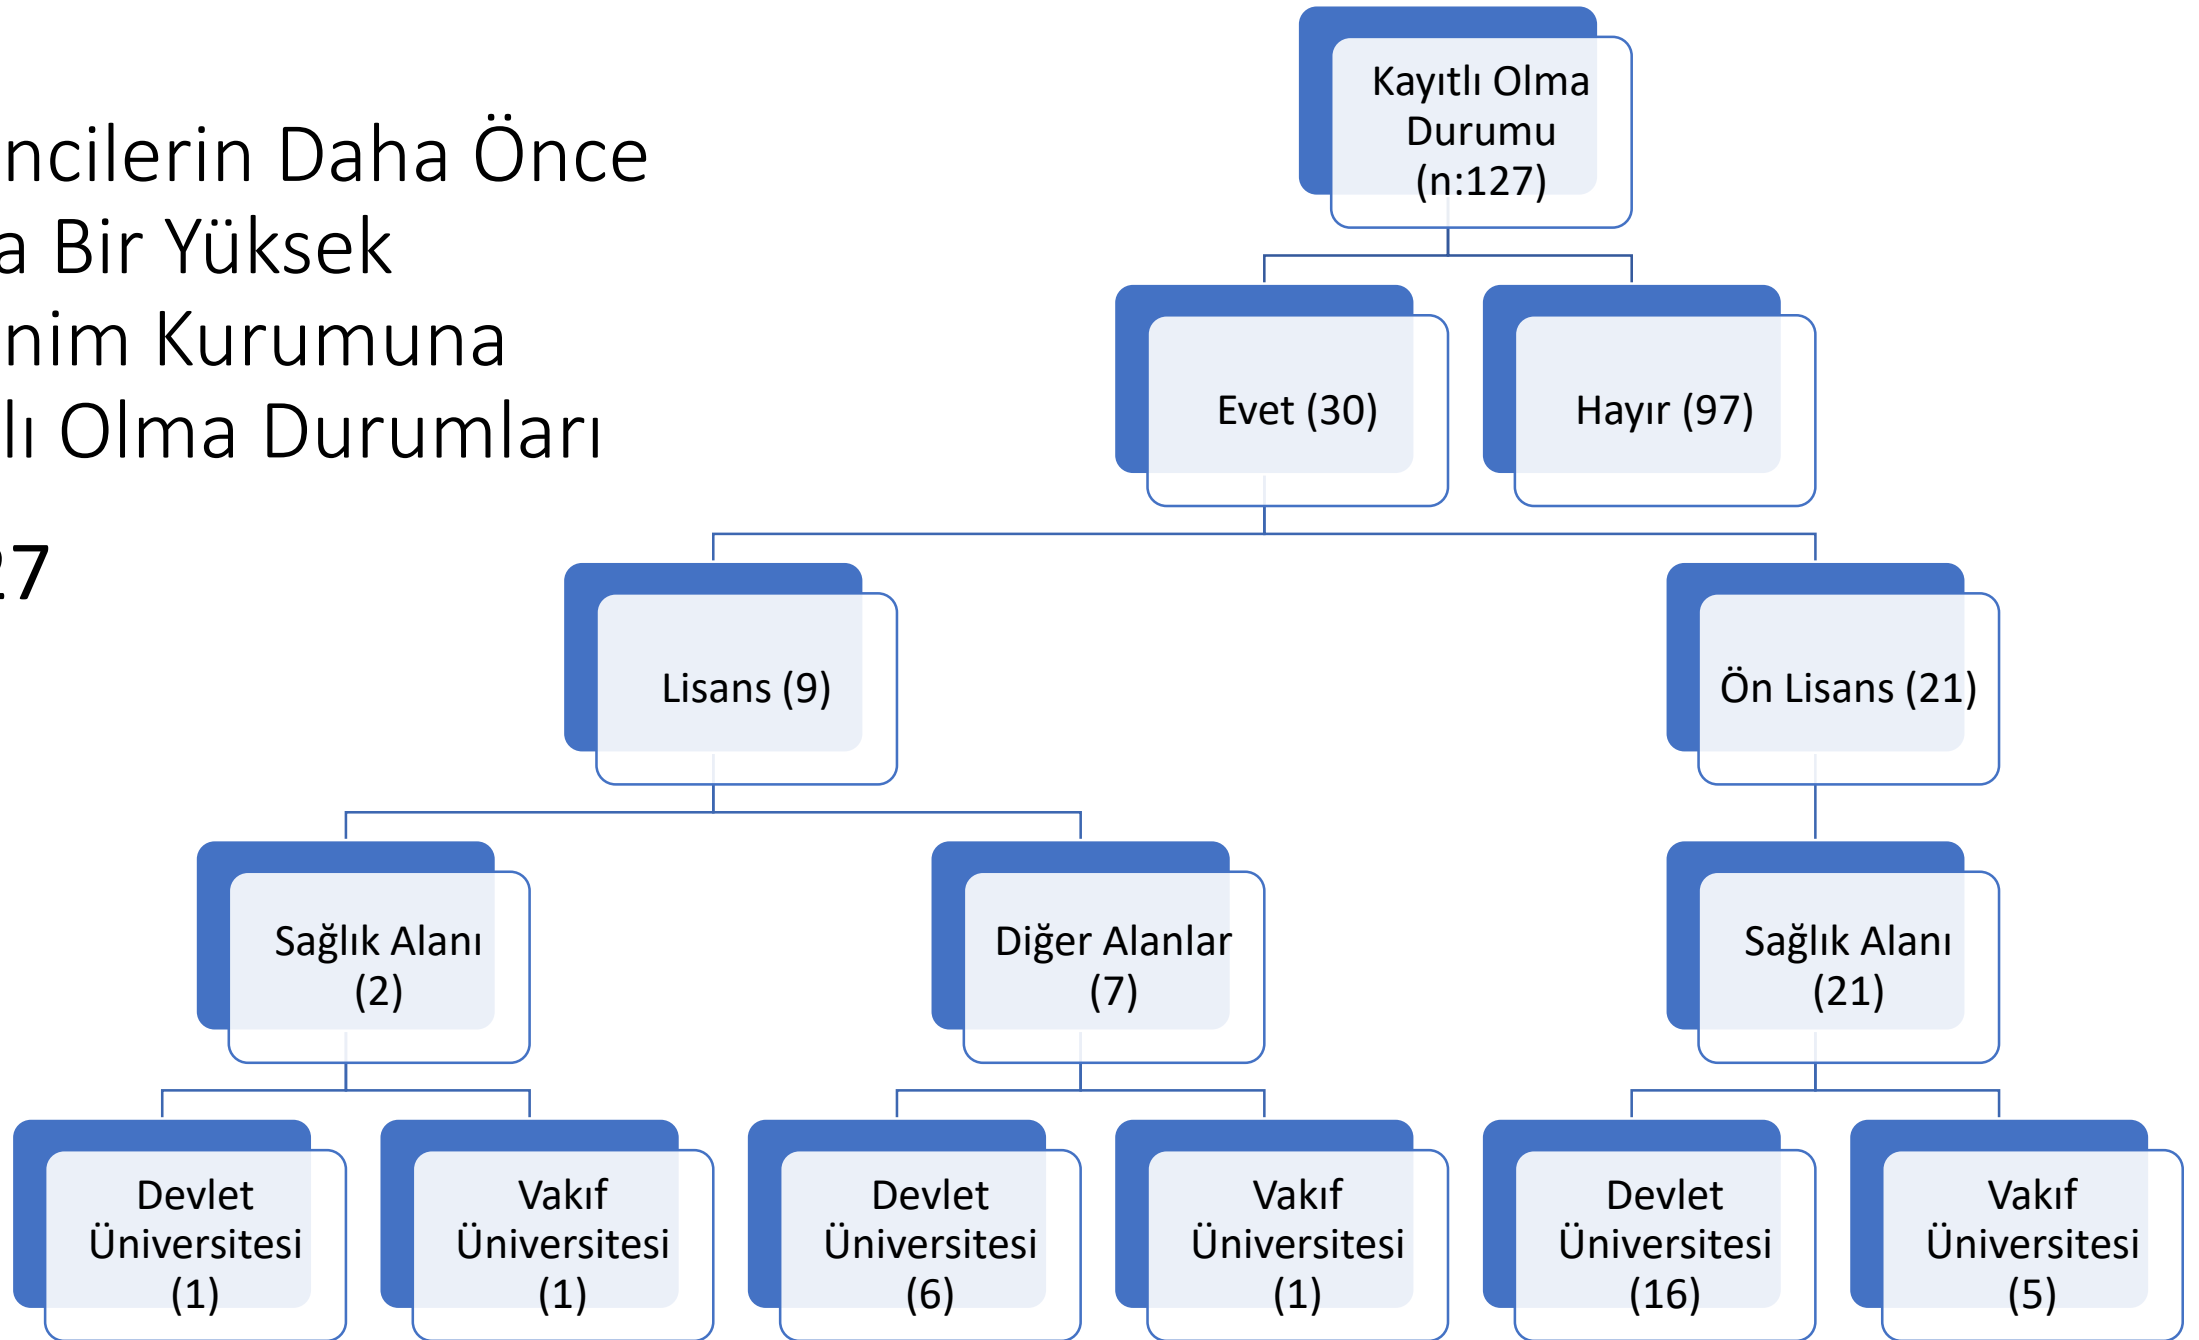 ncilerin Daha Önce
a Bir Yüksek
nim Kurumuna
lı Olma Durumları
27
Kayıtlı Olma
Durumu
(n:127)
Evet (30)
Hayır (97)
Lisans (9)
Ön Lisans (21)
Sağlık Alanı
(2)
Diğer Alanlar
(7)
Sağlık Alanı
(21)
Devlet
Üniversitesi
(1)
Vakıf
Üniversitesi
(1)
Devlet
Üniversitesi
(6)
Vakıf
Üniversitesi
(1)
Devlet
Üniversitesi
(16)
Vakıf
Üniversitesi
(5)